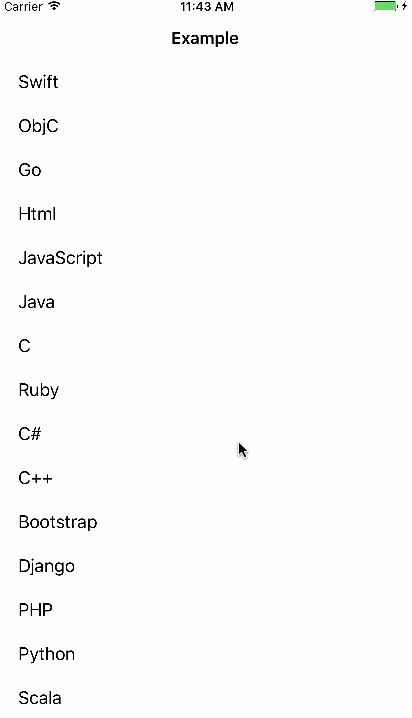 Carrier 11:43 AM
Example
Swift
ObjC
Go
Html
JavaScript
Java
C
Ruby
C#
C++
Bootstrap
Django
PHP
Python
Scala